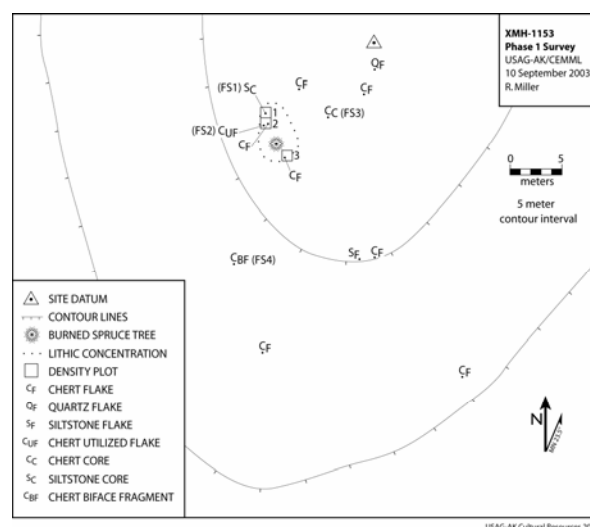 XMH-1153
Phase 1 Survey
USAG-AK/CEMML
10 September 2003
R. Miller
QF
CF
CF
(FS1) SC
CC (FS3)
1
2
(FS2) CUF
CF
3
CF
0 5
meters
5 meter
contour interval
SF CF
CBF (FS4)
CF
CF
SITE DATUM
CONTOUR LINES
BURNED SPRUCE TREE
LITHIC CONCENTRATION
DENSITY PLOT
CF CHERT FLAKE
QF QUARTZ FLAKE
SF SILTSTONE FLAKE
CUF CHERT UTILIZED FLAKE
CC CHERT CORE
SC SILTSTONE CORE
CBF CHERT BIFACE FRAGMENT
N
USAG-AK Cultural Resources